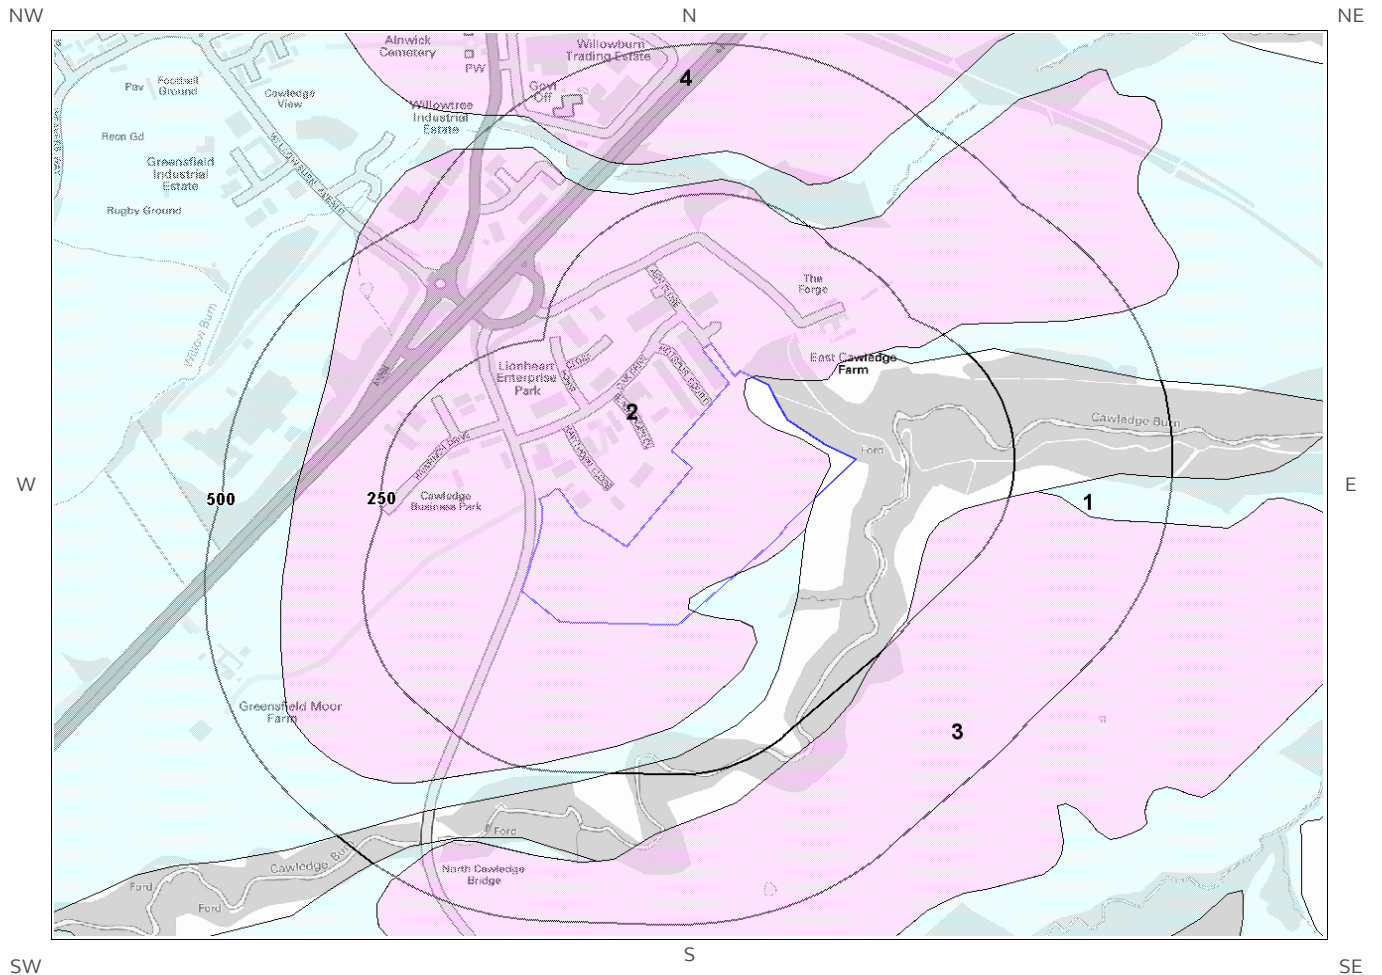 NW
N
NE
Alnwick
Cemetery
PW
Willowburn
Trading Estate
4
Govt
Off
Football
Ground
Pav
Cawledge
View
Willowtree
Industrial
Estate
Recn Gd
Greensfield
Industrial
Estate
WILLOWBURN AVENUE
Rugby Ground
Willow Burn
The
Forge
East Cawledge
Farm
Lionheart
Enterprise
Park
2
Cawledge Burn
Ford
W
500
250
Cawledge
Business Park
1
E
Greensfield Moor
Farm
3
Ford
Cawledge Burn
North Cawledge
Bridge
Ford
Ford
SW
S
SE